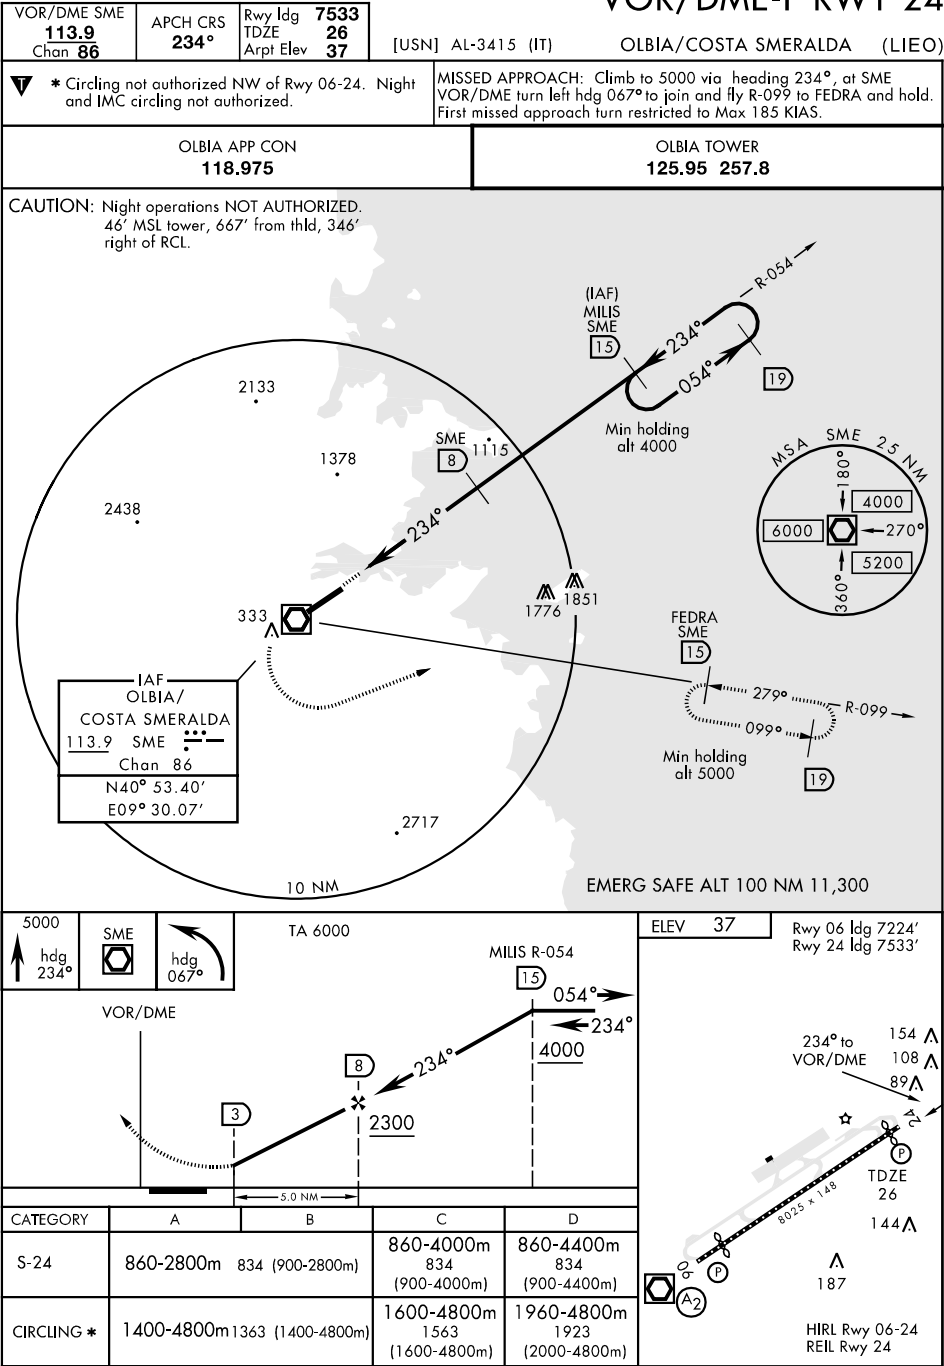 VOR/DME-P RWY 24
VOR/DME SME
113.9
Chan 86
APCH CRS
234°
Rwy ldg 7533
TDZE 26
Arpt Elev 37
[USN] AL-3415 (IT)
OLBIA/COSTA SMERALDA (LIEO)
T
* Circling not authorized NW of Rwy 06-24. Night
and IMC circling not authorized.
MISSED APPROACH: Climb to 5000 via heading 234°, at SME
VOR/DME turn left hdg 067° to join and fly R-099 to FEDRA and hold.
First missed approach turn restricted to Max 185 KIAS.
OLBIA APP CON
118.975
OLBIA TOWER
125.95 257.8
CAUTION: Night operations NOT AUTHORIZED.
46' MSL tower, 667' from thld, 346'
right of RCL.
R-054
(IAF)
MILIS
SME
15
234°
054°
19
Min holding
alt 4000
2133
SME
8
1115
1378
2438
234°
MSA SME 25 NM
180°
4000
6000
270°
5200
360°
333
1776
1851
FEDRA
SME
15
279°
R-099
099°
Min holding
alt 5000
19
IAF
OLBIA/
COSTA SMERALDA
113.9 SME
Chan 86
N40° 53.40'
E09° 30.07'
2717
10 NM
EMERG SAFE ALT 100 NM 11,300
5000
hdg
234°
SME
hdg
067°
TA 6000
MILIS R-054
15
054°
234°
4000
VOR/DME
234°
8
2300
3
5.0 NM
ELEV 37
Rwy 06 ldg 7224'
Rwy 24 ldg 7533'
234° to
VOR/DME
154
108
89
24
P
TDZE
26
8025 x 148
144
06
P
187
A2
HIRL Rwy 06-24
REIL Rwy 24
CATEGORY A B C D
S-24 860-2800m 834 (900-2800m)
860-4000m
834
(900-4000m)
860-4400m
834
(900-4400m)
CIRCLING * 1400-4800m 1363 (1400-4800m)
1600-4800m
1563
(1600-4800m)
1960-4800m
1923
(2000-4800m)